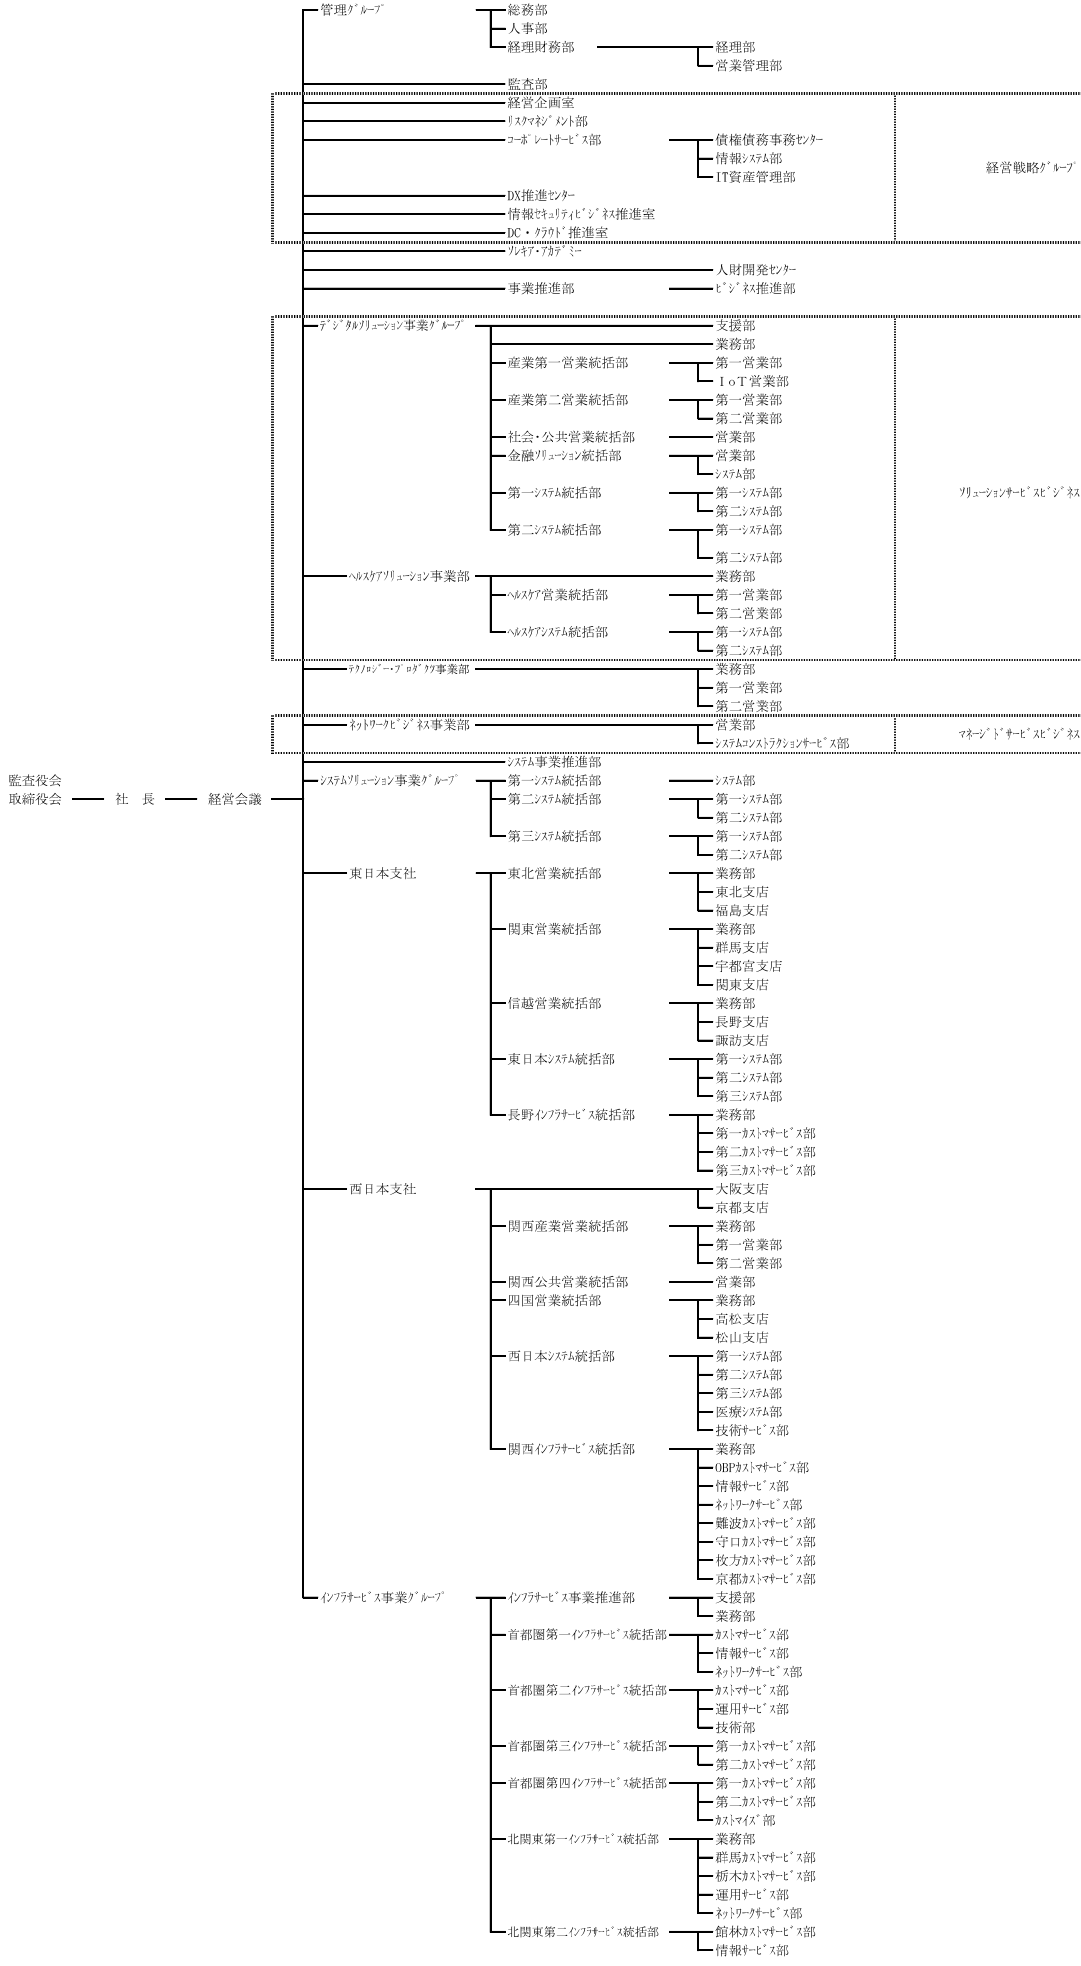 管理ｸﾞﾙｰﾌﾟ 総務部
人事部
経理財務部 経理部
営業管理部
監査部
経営企画室
ﾘｽｸﾏﾈｼﾞﾒﾝﾄ部
ｺｰﾎﾟﾚｰﾄｻｰﾋﾞｽ部 債権債務事務ｾﾝﾀｰ
情報ｼｽﾃﾑ部
経営戦略ｸﾞﾙｰﾌﾟ
IT資産管理部
DX推進ｾﾝﾀｰ
情報ｾｷｭﾘﾃｨﾋﾞｼﾞﾈｽ推進室
DC・ｸﾗｳﾄﾞ推進室
ｿﾚｷｱ・ｱｶﾃﾞﾐｰ
人財開発ｾﾝﾀｰ
事業推進部 ﾋﾞｼﾞﾈｽ推進部
ﾃﾞｼﾞﾀﾙｿﾘｭｰｼｮﾝ事業ｸﾞﾙｰﾌﾟ 支援部
業務部
産業第一営業統括部 第一営業部
ＩｏＴ営業部
産業第二営業統括部 第一営業部
第二営業部
社会・公共営業統括部 営業部
金融ｿﾘｭｰｼｮﾝ統括部 営業部
ｼｽﾃﾑ部
第一ｼｽﾃﾑ統括部 第一ｼｽﾃﾑ部 ｿﾘｭｰｼｮﾝｻｰﾋﾞｽﾋﾞｼﾞﾈｽ
第二ｼｽﾃﾑ部
第二ｼｽﾃﾑ統括部 第一ｼｽﾃﾑ部
第二ｼｽﾃﾑ部
ﾍﾙｽｹｱｿﾘｭｰｼｮﾝ事業部 業務部
ﾍﾙｽｹｱ営業統括部 第一営業部
第二営業部
ﾍﾙｽｹｱｼｽﾃﾑ統括部 第一ｼｽﾃﾑ部
第二ｼｽﾃﾑ部
ﾃｸﾉﾛｼﾞｰ・ﾌﾟﾛﾀﾞｸﾂ事業部 業務部
第一営業部
第二営業部
ﾈｯﾄﾜｰｸﾋﾞｼﾞﾈｽ事業部 営業部
ﾏﾈｰｼﾞﾄﾞｻｰﾋﾞｽﾋﾞｼﾞﾈｽ
ｼｽﾃﾑｺﾝｽﾄﾗｸｼｮﾝｻｰﾋﾞｽ部
ｼｽﾃﾑ事業推進部
監査役会 ｼｽﾃﾑｿﾘｭｰｼｮﾝ事業ｸﾞﾙｰﾌﾟ 第一ｼｽﾃﾑ統括部 ｼｽﾃﾑ部
取締役会 社　長 経営会議 第二ｼｽﾃﾑ統括部 第一ｼｽﾃﾑ部
第二ｼｽﾃﾑ部
第三ｼｽﾃﾑ統括部 第一ｼｽﾃﾑ部
第二ｼｽﾃﾑ部
東日本支社 東北営業統括部 業務部
東北支店
福島支店
関東営業統括部 業務部
群馬支店
宇都宮支店
関東支店
信越営業統括部 業務部
長野支店
諏訪支店
東日本ｼｽﾃﾑ統括部 第一ｼｽﾃﾑ部
第二ｼｽﾃﾑ部
第三ｼｽﾃﾑ部
長野ｲﾝﾌﾗｻｰﾋﾞｽ統括部 業務部
第一ｶｽﾄﾏｻｰﾋﾞｽ部
第二ｶｽﾄﾏｻｰﾋﾞｽ部
第三ｶｽﾄﾏｻｰﾋﾞｽ部
西日本支社 大阪支店
京都支店
関西産業営業統括部 業務部
第一営業部
第二営業部
関西公共営業統括部 営業部
四国営業統括部 業務部
高松支店
松山支店
西日本ｼｽﾃﾑ統括部 第一ｼｽﾃﾑ部
第二ｼｽﾃﾑ部
第三ｼｽﾃﾑ部
医療ｼｽﾃﾑ部
技術ｻｰﾋﾞｽ部
関西ｲﾝﾌﾗｻｰﾋﾞｽ統括部 業務部
OBPｶｽﾄﾏｻｰﾋﾞｽ部
情報ｻｰﾋﾞｽ部
ﾈｯﾄﾜｰｸｻｰﾋﾞｽ部
難波ｶｽﾄﾏｻｰﾋﾞｽ部
守口ｶｽﾄﾏｻｰﾋﾞｽ部
枚方ｶｽﾄﾏｻｰﾋﾞｽ部
京都ｶｽﾄﾏｻｰﾋﾞｽ部
ｲﾝﾌﾗｻｰﾋﾞｽ事業ｸﾞﾙｰﾌﾟ ｲﾝﾌﾗｻｰﾋﾞｽ事業推進部 支援部
業務部
首都圏第一ｲﾝﾌﾗｻｰﾋﾞｽ統括部 ｶｽﾄﾏｻｰﾋﾞｽ部
情報ｻｰﾋﾞｽ部
ﾈｯﾄﾜｰｸｻｰﾋﾞｽ部
首都圏第二ｲﾝﾌﾗｻｰﾋﾞｽ統括部 ｶｽﾄﾏｻｰﾋﾞｽ部
運用ｻｰﾋﾞｽ部
技術部
首都圏第三ｲﾝﾌﾗｻｰﾋﾞｽ統括部 第一ｶｽﾄﾏｻｰﾋﾞｽ部
第二ｶｽﾄﾏｻｰﾋﾞｽ部
首都圏第四ｲﾝﾌﾗｻｰﾋﾞｽ統括部 第一ｶｽﾄﾏｻｰﾋﾞｽ部
第二ｶｽﾄﾏｻｰﾋﾞｽ部
ｶｽﾄﾏｲｽﾞ部
北関東第一ｲﾝﾌﾗｻｰﾋﾞｽ統括部 業務部
群馬ｶｽﾄﾏｻｰﾋﾞｽ部
栃木ｶｽﾄﾏｻｰﾋﾞｽ部
運用ｻｰﾋﾞｽ部
ﾈｯﾄﾜｰｸｻｰﾋﾞｽ部
北関東第二ｲﾝﾌﾗｻｰﾋﾞｽ統括部 館林ｶｽﾄﾏｻｰﾋﾞｽ部
情報ｻｰﾋﾞｽ部